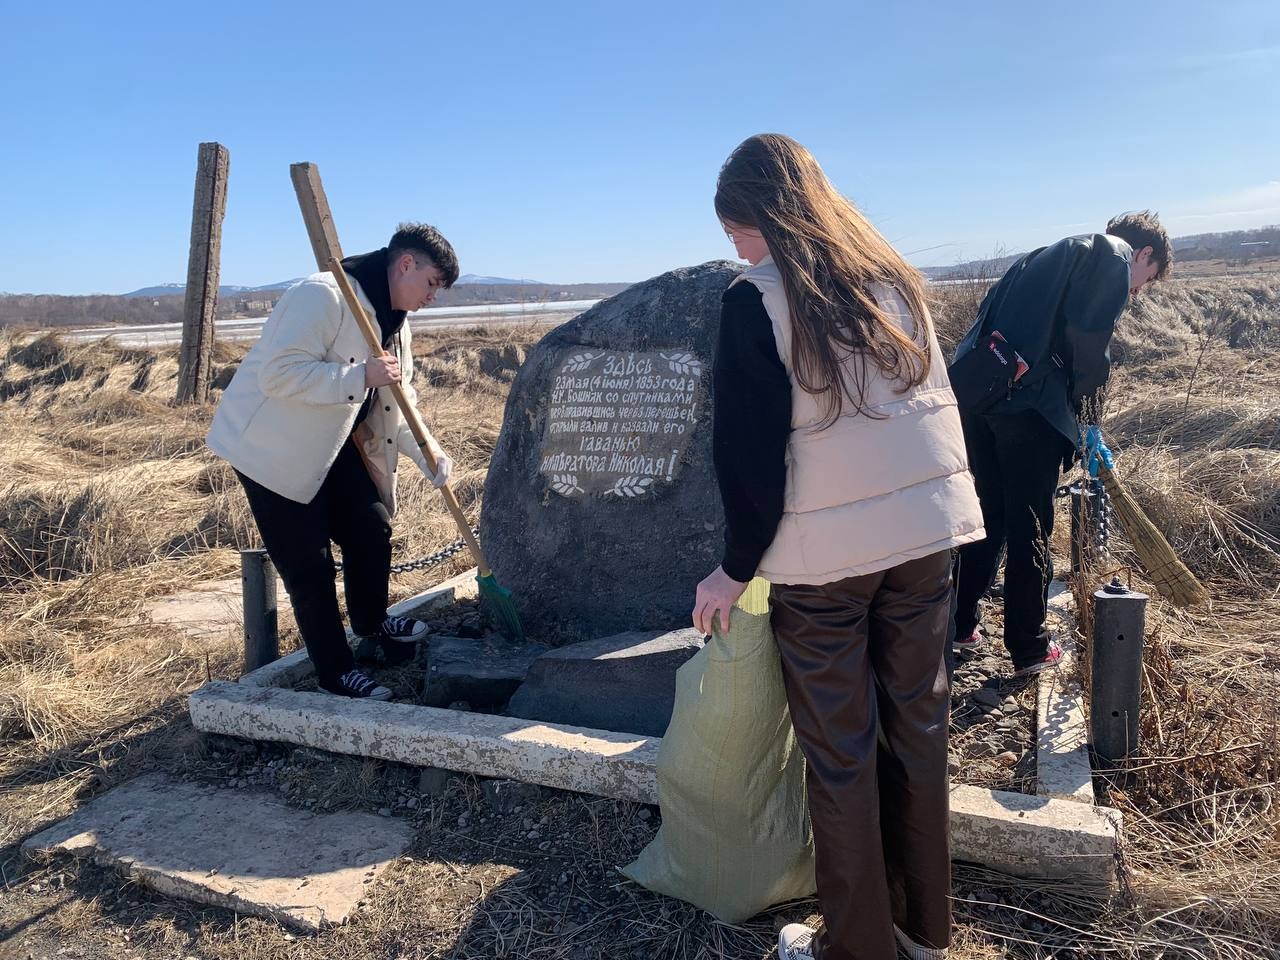 Здѣсь
23 мая (4 июня) 1853 года
Н.К. Бошняк со спутниками
переправившись через перешеек,
открыли залив и назвали его
Гаванью
Императора Николая I